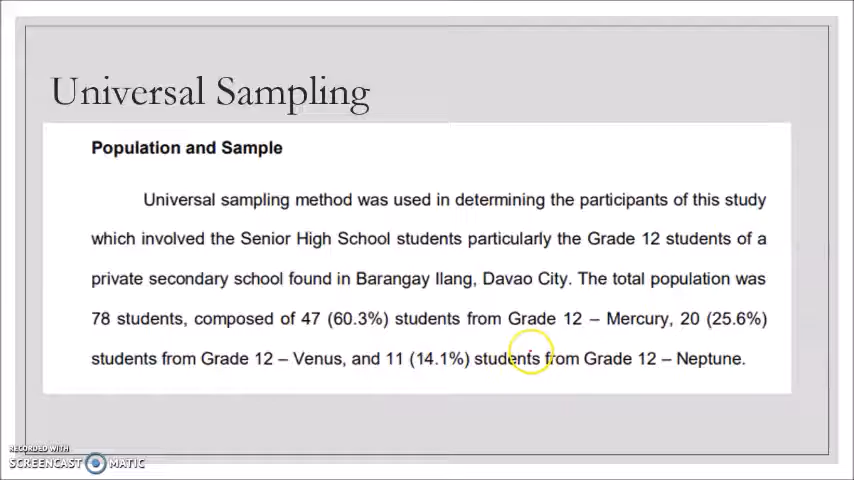 Universal Sampling
Population and Sample
Universal sampling method was used in determining the participants of this study
which involved the Senior High School students particularly the Grade 12 students of a
private secondary school found in Barangay Ilang, Davao City. The total population was
78 students, composed of 47 (60.3%) students from Grade 12 – Mercury, 20 (25.6%)
students from Grade 12 – Venus, and 11 (14.1%) students from Grade 12 – Neptune.
RECORDED WITH
SCREENCAST MATIC